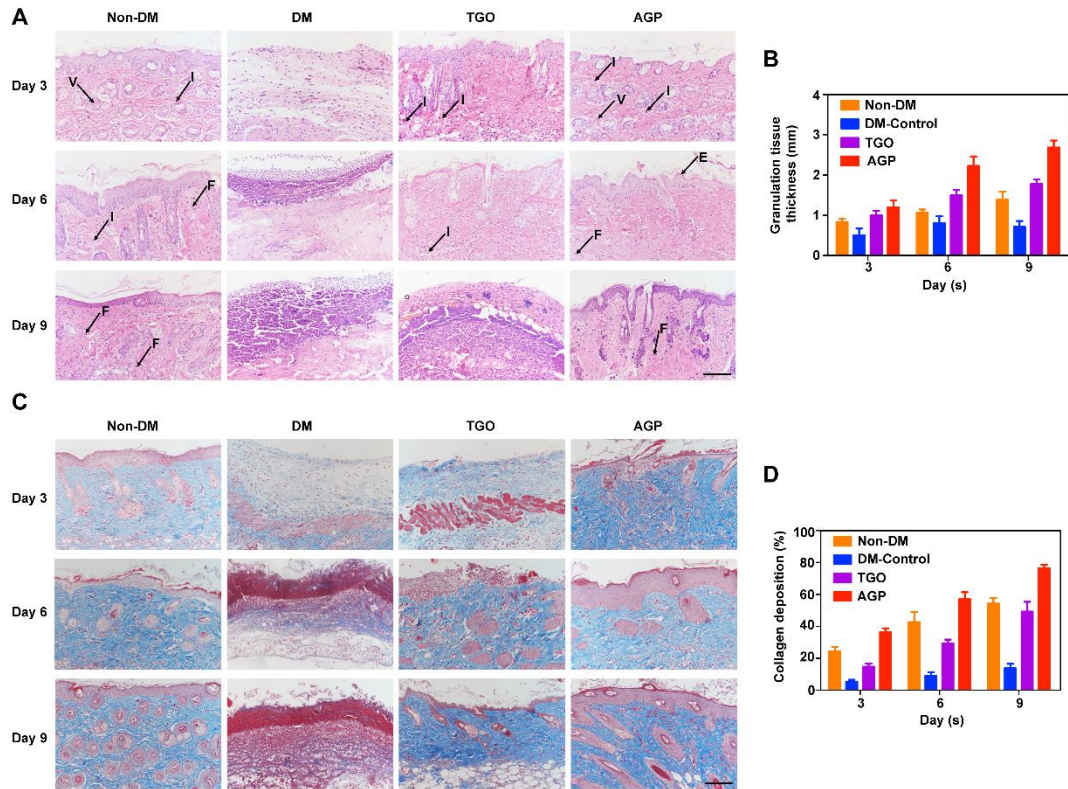 A
Non-DM DM TGO AGP
Day 3
V I I I I V I
Day 6
F I I E F
Day 9
F F F
B
Granulation tissue
thickness (mm)
4
3
2
1
0
Non-DM
DM-Control
TGO
AGP
3 6 9
Day (s)
C
Non-DM DM TGO AGP
Day 3
Day 6
Day 9
D
Collagen deposition (%)
100
80
60
40
20
0
Non-DM
DM-Control
TGO
AGP
3 6 9
Day (s)